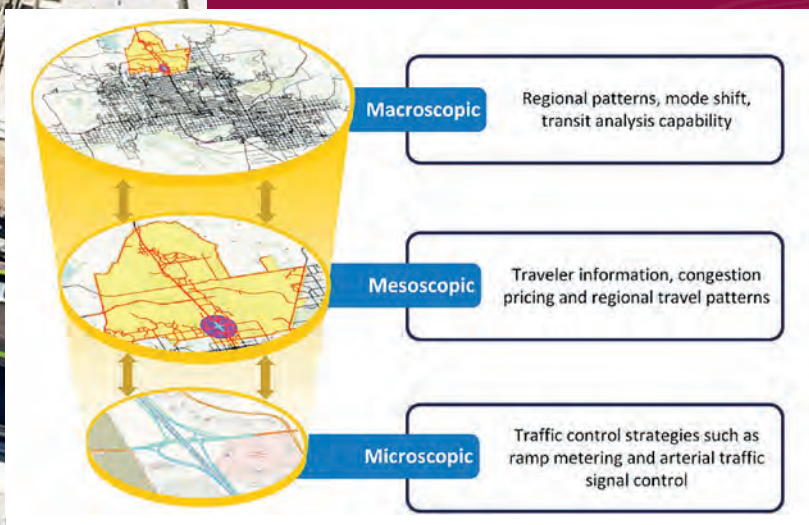 Macroscopic
Regional patterns, mode shift,
transit analysis capability
Mesoscopic
Traveler information, congestion
pricing and regional travel patterns
Microscopic
Traffic control strategies such as
ramp metering and arterial traffic
signal control